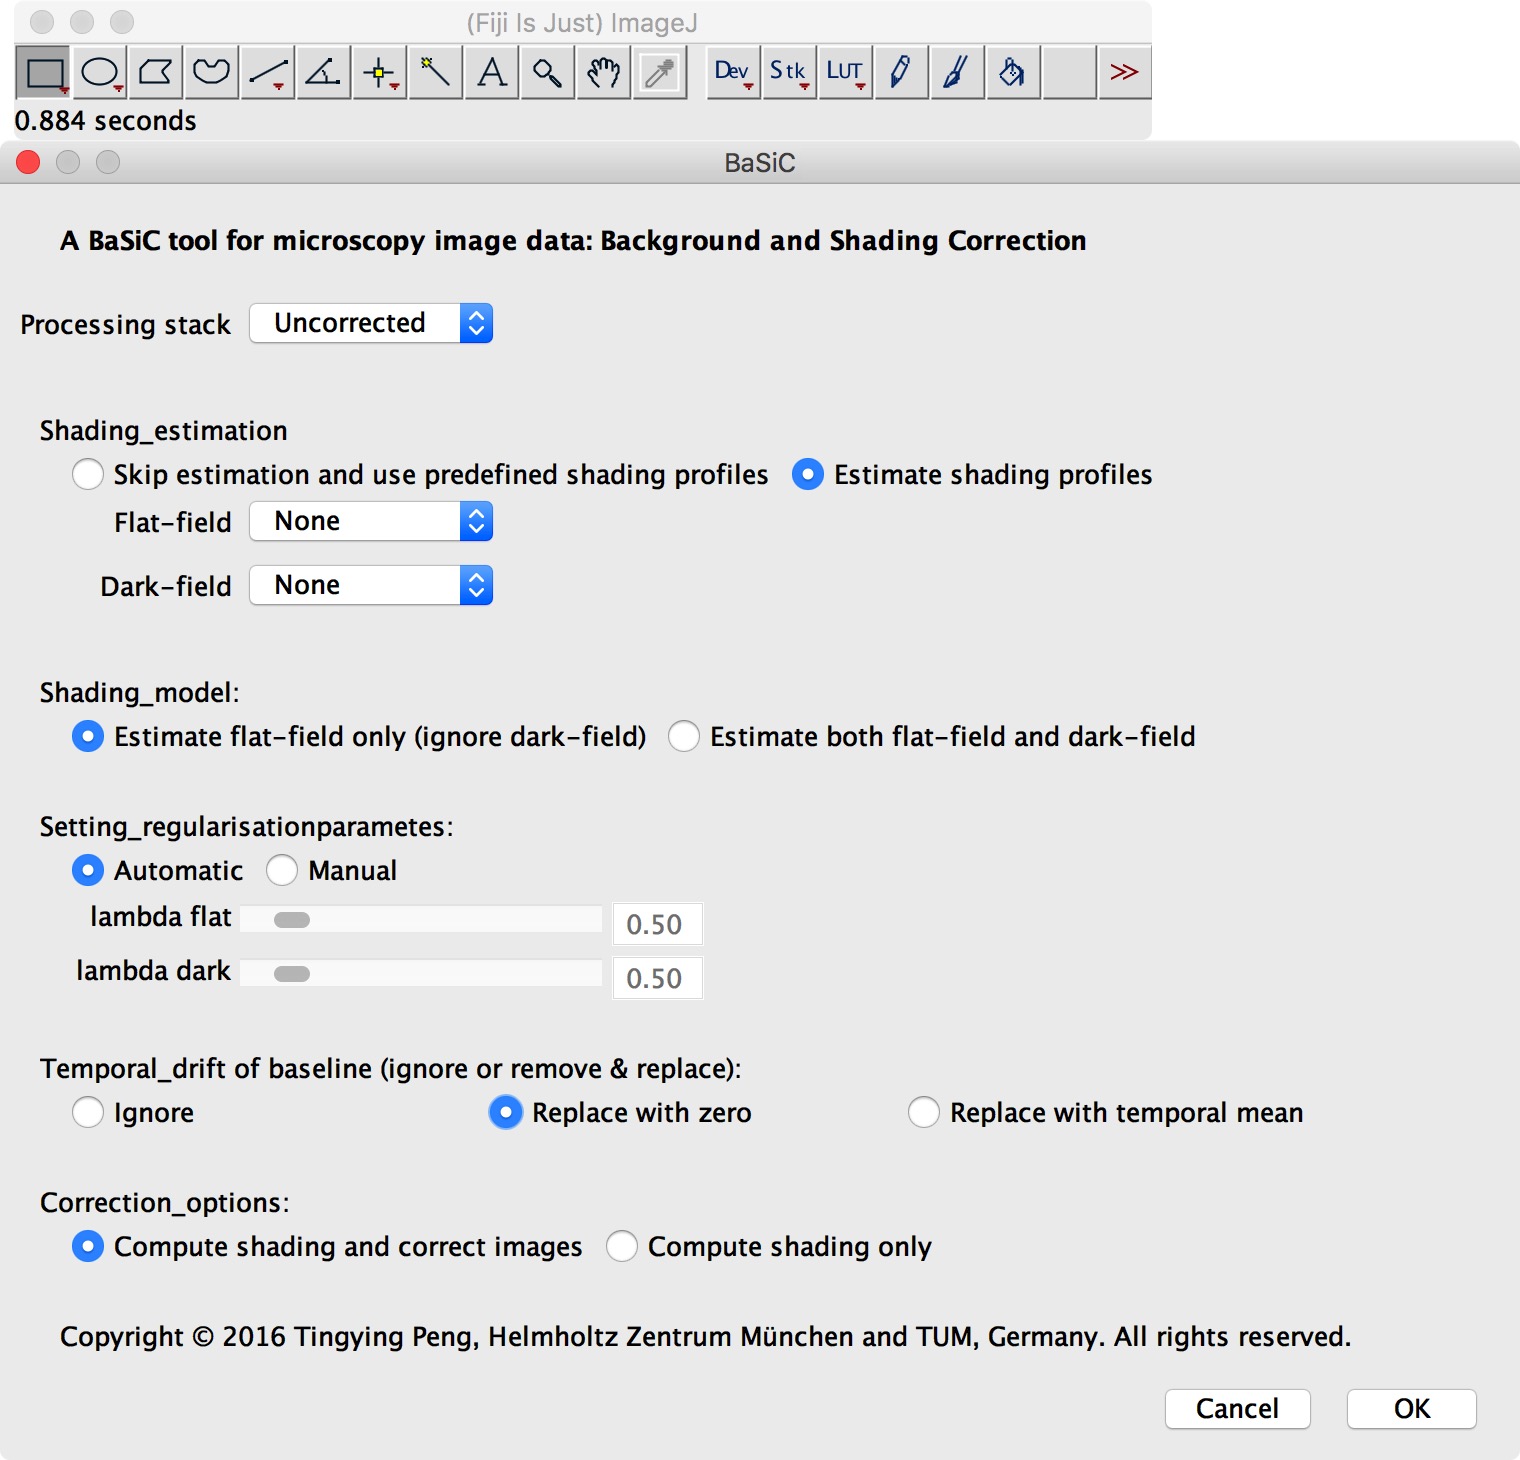 (Fiji Is Just) ImageJ
A Dev Stk LUT >>
0.884 seconds
BaSiC
A BaSiC tool for microscopy image data: Background and Shading Correction
Processing stack Uncorrected
Shading_estimation
Skip estimation and use predefined shading profiles Estimate shading profiles
Flat-field None
Dark-field None
Shading_model:
Estimate flat-field only (ignore dark-field) Estimate both flat-field and dark-field
Setting_regularisationparametes:
Automatic Manual
lambda flat 0.50
lambda dark 0.50
Temporal_drift of baseline (ignore or remove & replace):
Ignore Replace with zero Replace with temporal mean
Correction_options:
Compute shading and correct images Compute shading only
Copyright © 2016 Tingying Peng, Helmholtz Zentrum München and TUM, Germany. All rights reserved.
Cancel OK